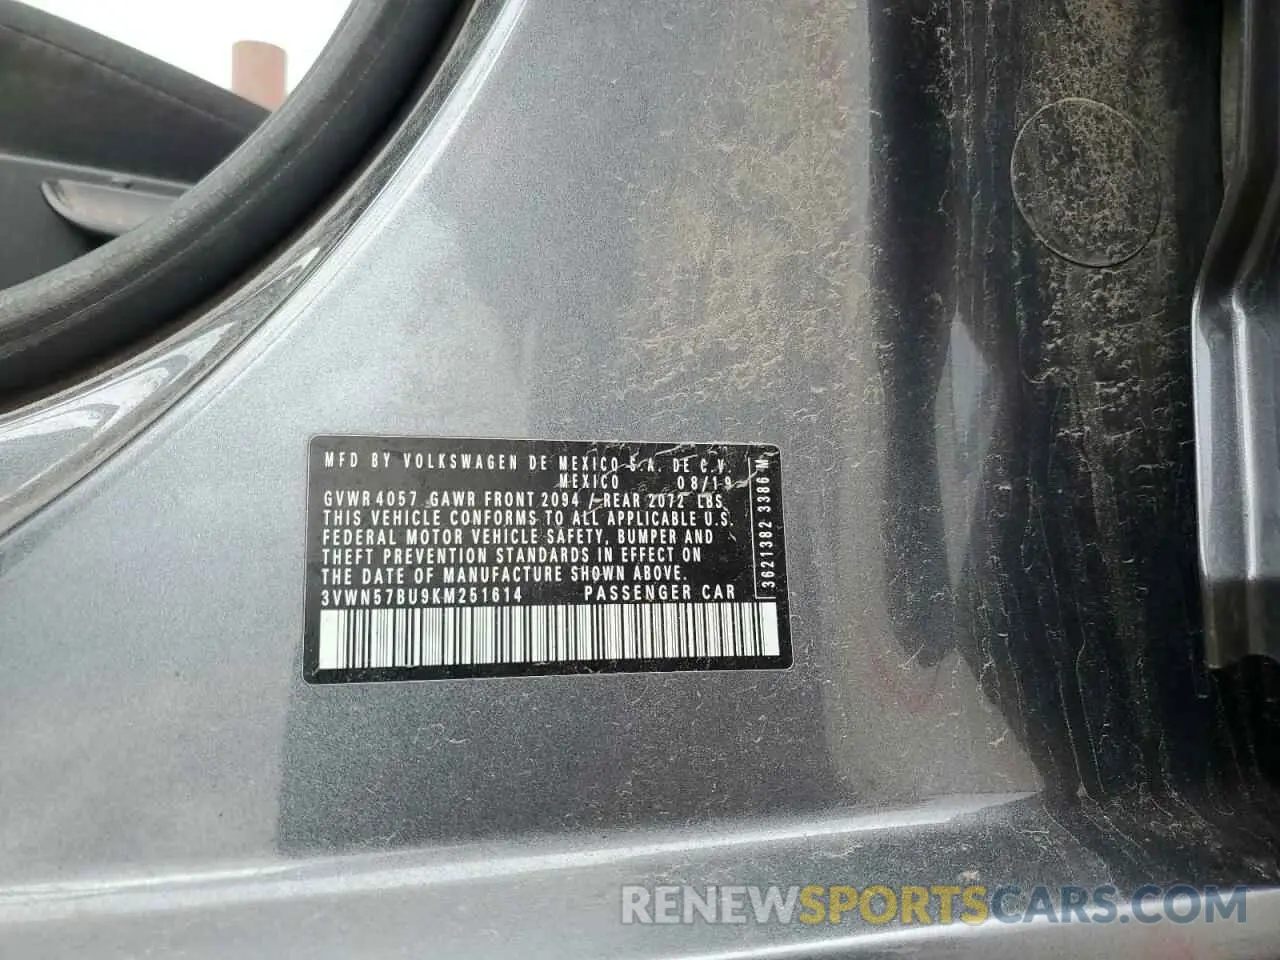 MFD BY VOLKSWAGEN DE MEXICO S.A. DE C.V.
MEXICO 08/19
GVWR 4057 GAWR FRONT 2094 / REAR 2072 LBS
THIS VEHICLE CONFORMS TO ALL APPLICABLE U.S.
FEDERAL MOTOR VEHICLE SAFETY, BUMPER AND
THEFT PREVENTION STANDARDS IN EFFECT ON
THE DATE OF MANUFACTURE SHOWN ABOVE.
3VWN57BU9KM251614 PASSENGER CAR
3621382 3386 M
RENEWSPORTSCARS.COM